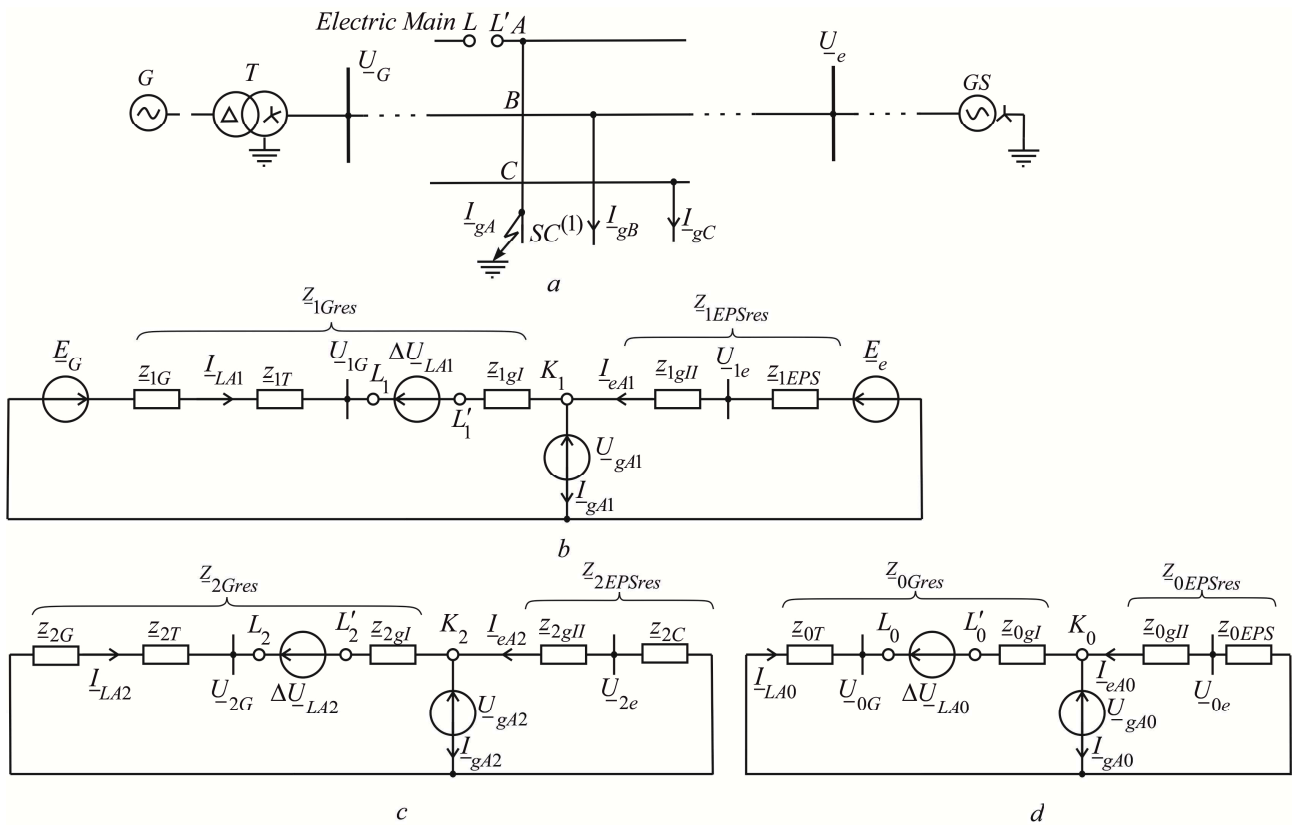 Electric Main L L′ A
G T U_G U_e GS
B
C
I_gA SC^(1) I_gB I_gC
a
Z_1Gres Z_1EPSres
E_G z_1G I_LA1 z_1T U_1G L_1 ΔU_LA1 z_1gI K_1 I_eA1 z_1gII U_1e z_1EPS E_e
L′_1
U_gA1
I_gA1
b
Z_2Gres Z_2EPSres Z_0Gres Z_0EPSres
z_2G z_2T L_2 L′_2 z_2gI K_2 I_eA2 z_2gII z_2C z_0T L_0 L′_0 z_0gI K_0 z_0gII z_0EPS
I_LA2 U_2G ΔU_LA2 U_2e I_LA0 U_0G ΔU_LA0 I_eA0 U_0e
U_gA2 U_gA0
I_gA2 I_gA0
c d